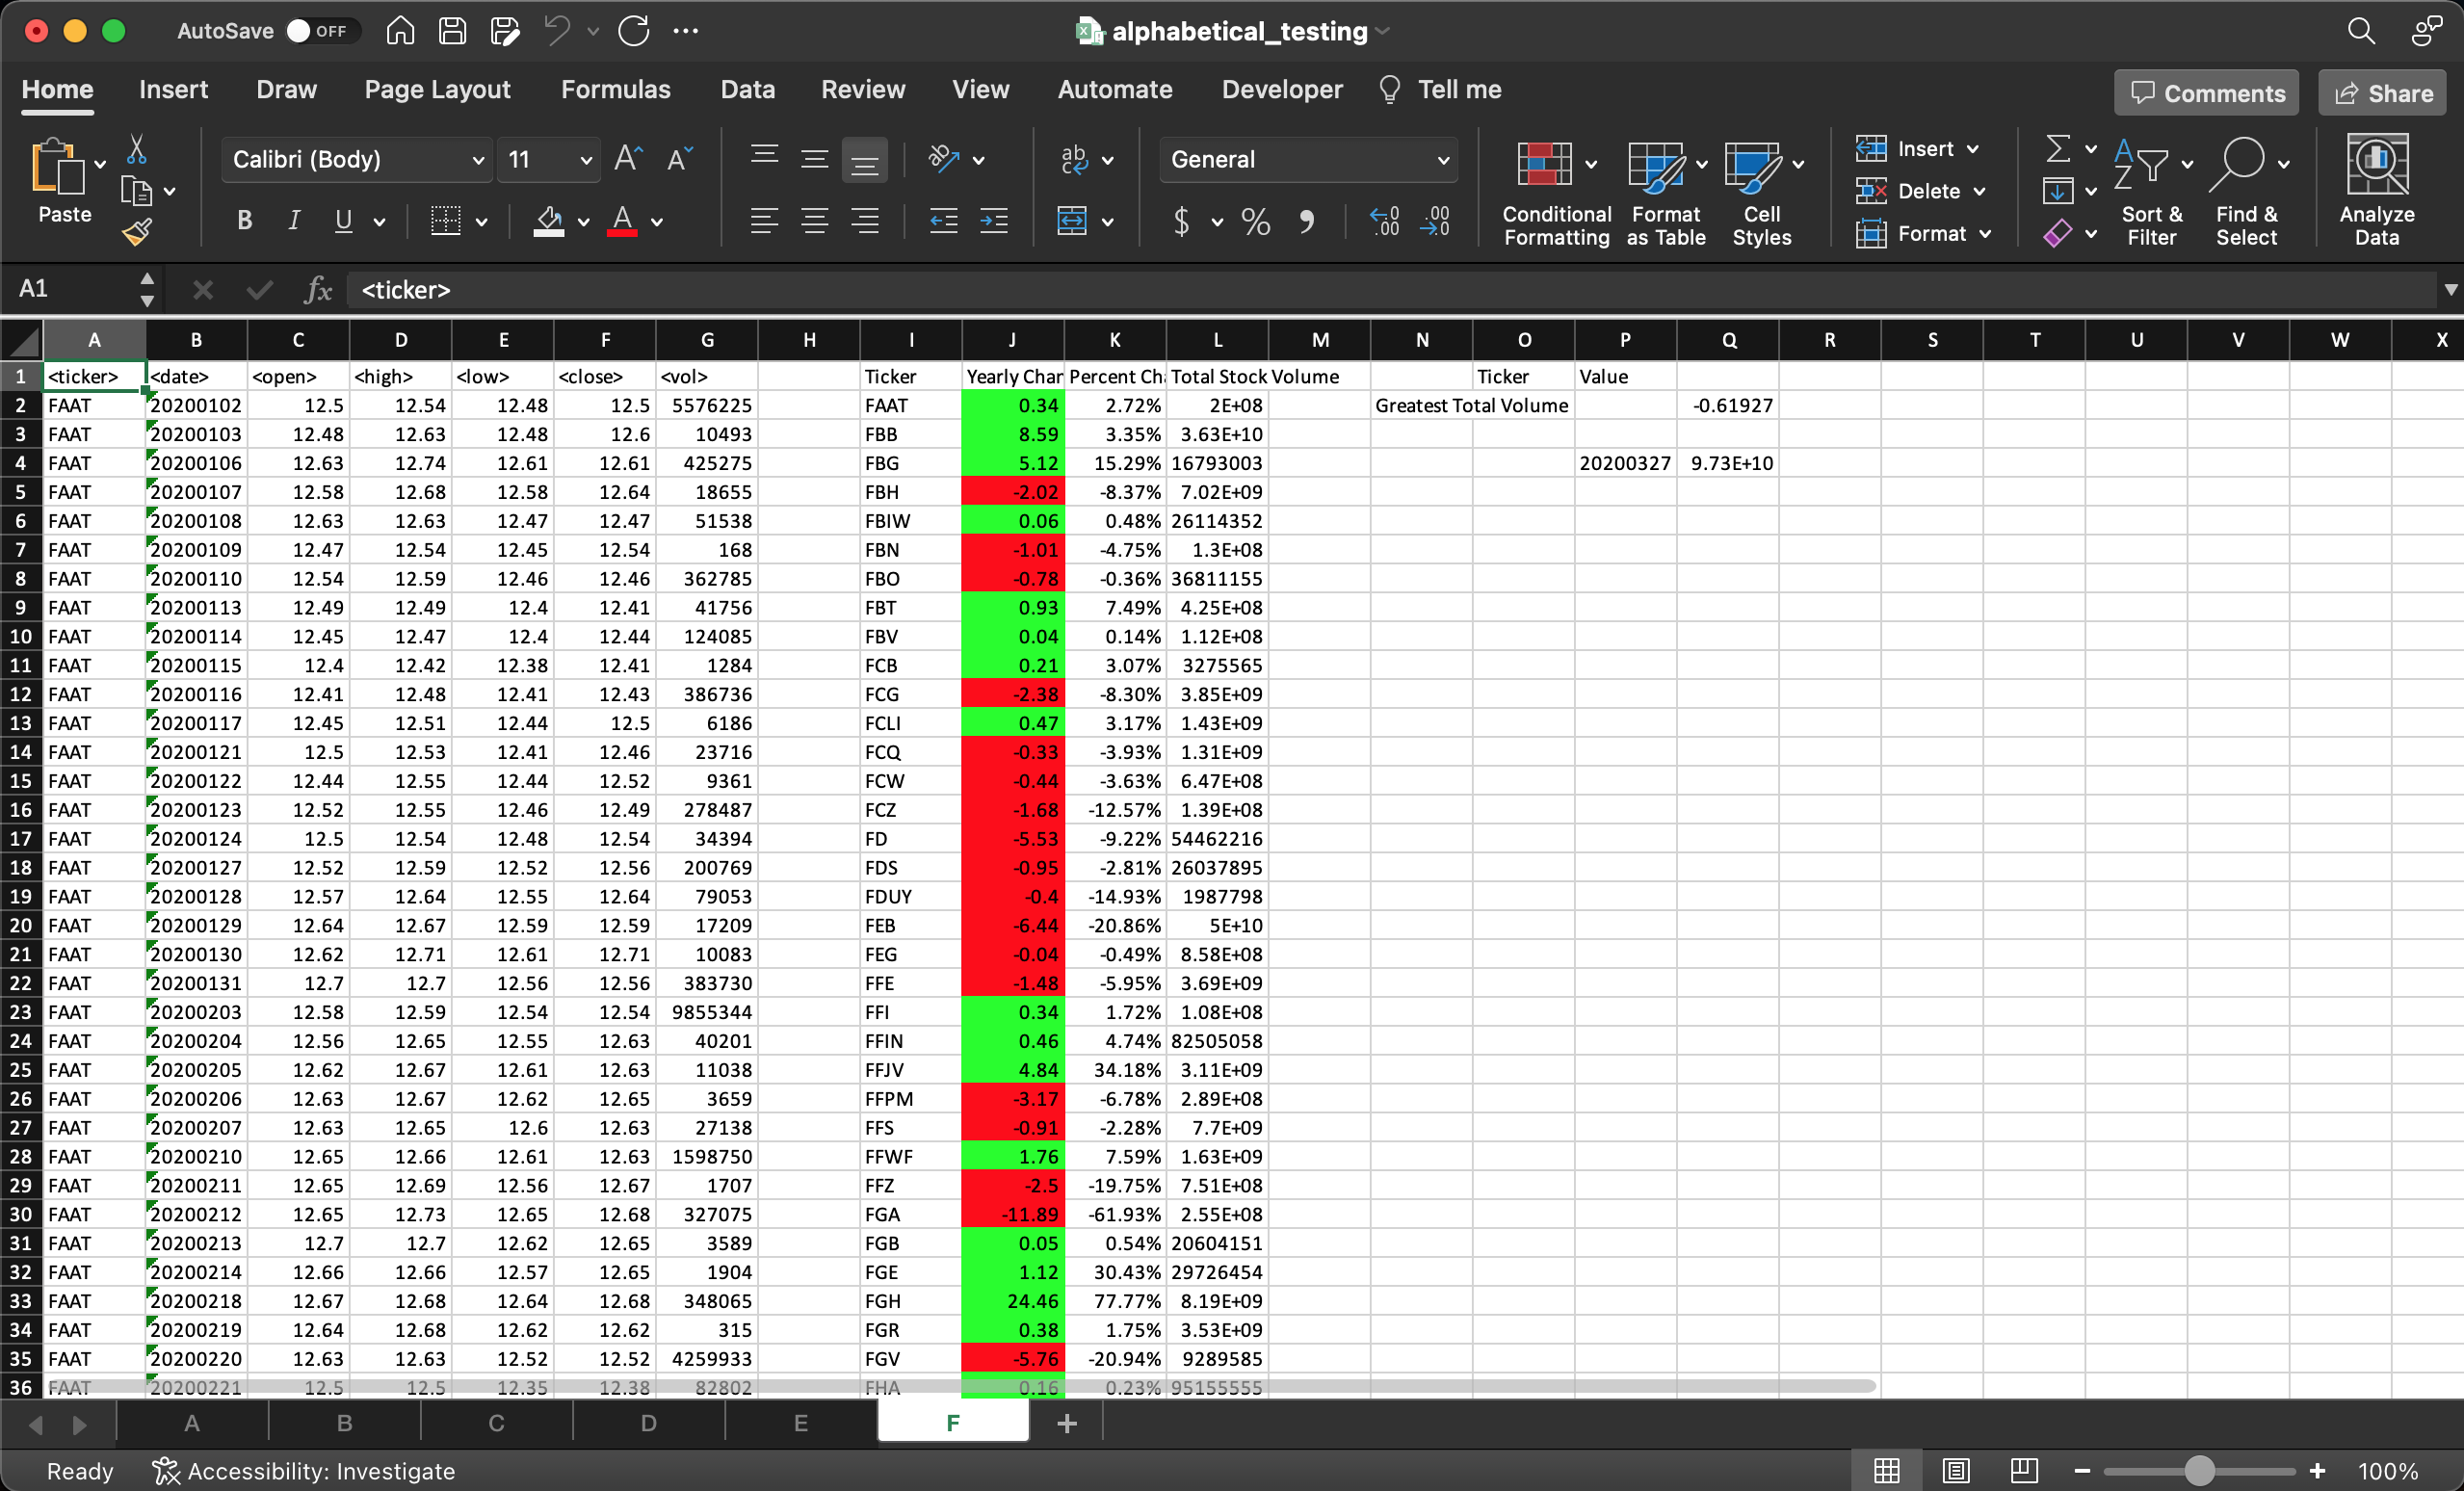 AutoSave OFF alphabetical_testing
Home Insert Draw Page Layout Formulas Data Review View Automate Developer Tell me Comments Share
Paste Calibri (Body) 11 General Conditional Formatting Format as Table Cell Styles Insert Delete Format Sort & Filter Find & Select Analyze Data
A1 fx <ticker>
A B C D E F G H I J K L M N O P Q R S T U V W X
1 <ticker> <date> <open> <high> <low> <close> <vol> Ticker Yearly Char Percent Ch Total Stock Volume Ticker Value
2 FAAT 20200102 12.5 12.54 12.48 12.5 5576225 FAAT 0.34 2.72% 2E+08 Greatest Total Volume -0.61927
3 FAAT 20200103 12.48 12.63 12.48 12.6 10493 FBB 8.59 3.35% 3.63E+10
4 FAAT 20200106 12.63 12.74 12.61 12.61 425275 FBG 5.12 15.29% 16793003 20200327 9.73E+10
5 FAAT 20200107 12.58 12.68 12.58 12.64 18655 FBH -2.02 -8.37% 7.02E+09
6 FAAT 20200108 12.63 12.63 12.47 12.47 51538 FBIW 0.06 0.48% 26114352
7 FAAT 20200109 12.47 12.54 12.45 12.54 168 FBN -1.01 -4.75% 1.3E+08
8 FAAT 20200110 12.54 12.59 12.46 12.46 362785 FBO -0.78 -0.36% 36811155
9 FAAT 20200113 12.49 12.49 12.4 12.41 41756 FBT 0.93 7.49% 4.25E+08
10 FAAT 20200114 12.45 12.47 12.4 12.44 124085 FBV 0.04 0.14% 1.12E+08
11 FAAT 20200115 12.4 12.42 12.38 12.41 1284 FCB 0.21 3.07% 3275565
12 FAAT 20200116 12.41 12.48 12.41 12.43 386736 FCG -2.38 -8.30% 3.85E+09
13 FAAT 20200117 12.45 12.51 12.44 12.5 6186 FCLI 0.47 3.17% 1.43E+09
14 FAAT 20200121 12.5 12.53 12.41 12.46 23716 FCQ -0.33 -3.93% 1.31E+09
15 FAAT 20200122 12.44 12.55 12.44 12.52 9361 FCW -0.44 -3.63% 6.47E+08
16 FAAT 20200123 12.52 12.55 12.46 12.49 278487 FCZ -1.68 -12.57% 1.39E+08
17 FAAT 20200124 12.5 12.54 12.48 12.54 34394 FD -5.53 -9.22% 54462216
18 FAAT 20200127 12.52 12.59 12.52 12.56 200769 FDS -0.95 -2.81% 26037895
19 FAAT 20200128 12.57 12.64 12.55 12.64 79053 FDUY -0.4 -14.93% 1987798
20 FAAT 20200129 12.64 12.67 12.59 12.59 17209 FEB -6.44 -20.86% 5E+10
21 FAAT 20200130 12.62 12.71 12.61 12.71 10083 FEG -0.04 -0.49% 8.58E+08
22 FAAT 20200131 12.7 12.7 12.56 12.56 383730 FFE -1.48 -5.95% 3.69E+09
23 FAAT 20200203 12.58 12.59 12.54 12.54 9855344 FFI 0.34 1.72% 1.08E+08
24 FAAT 20200204 12.56 12.65 12.55 12.63 40201 FFIN 0.46 4.74% 82505058
25 FAAT 20200205 12.62 12.67 12.61 12.63 11038 FFJV 4.84 34.18% 3.11E+09
26 FAAT 20200206 12.63 12.67 12.62 12.65 3659 FFPM -3.17 -6.78% 2.89E+08
27 FAAT 20200207 12.63 12.65 12.6 12.63 27138 FFS -0.91 -2.28% 7.7E+09
28 FAAT 20200210 12.65 12.66 12.61 12.63 1598750 FFWF 1.76 7.59% 1.63E+09
29 FAAT 20200211 12.65 12.69 12.56 12.67 1707 FFZ -2.5 -19.75% 7.51E+08
30 FAAT 20200212 12.65 12.73 12.65 12.68 327075 FGA -11.89 -61.93% 2.55E+08
31 FAAT 20200213 12.7 12.7 12.62 12.65 3589 FGB 0.05 0.54% 20604151
32 FAAT 20200214 12.66 12.66 12.57 12.65 1904 FGE 1.12 30.43% 29726454
33 FAAT 20200218 12.67 12.68 12.64 12.68 348065 FGH 24.46 77.77% 8.19E+09
34 FAAT 20200219 12.64 12.68 12.62 12.62 315 FGR 0.38 1.75% 3.53E+09
35 FAAT 20200220 12.63 12.63 12.52 12.52 4259933 FGV -5.76 -20.94% 9289585
36 FAAT 20200221 12.5 12.5 12.35 12.38 82802 FHA 0.16 0.23% 95155555
A B C D E F +
Ready Accessibility: Investigate 100%